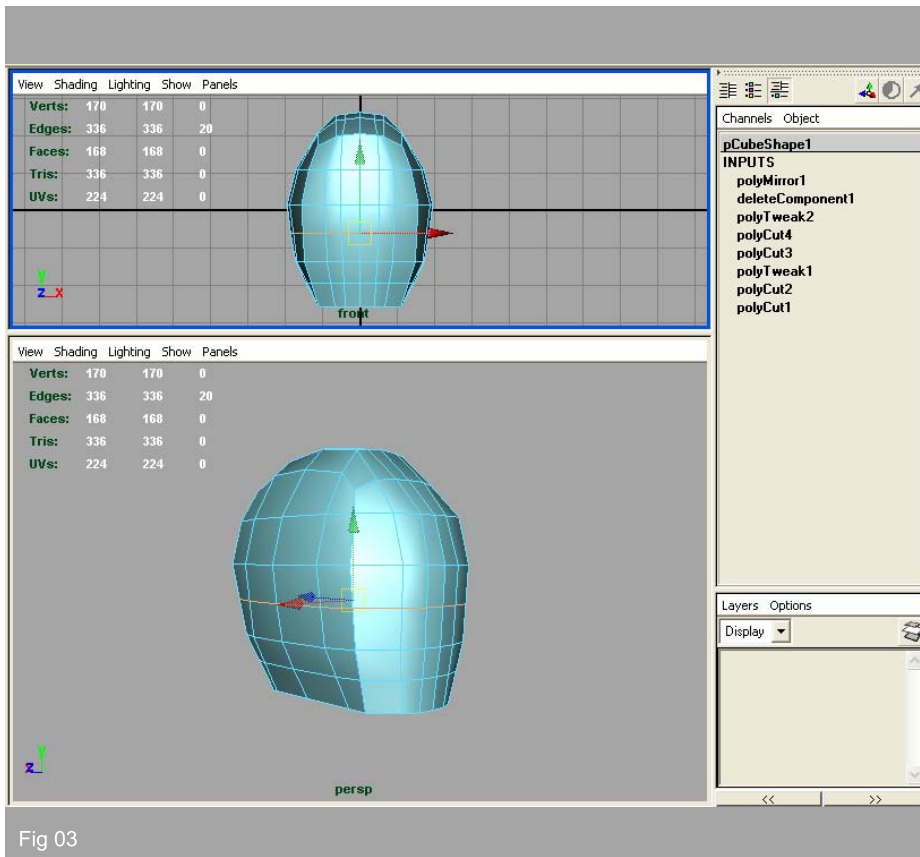 View Shading Lighting Show Panels
Verts: 170 170 0
Edges: 336 336 20
Faces: 168 168 0
Tris: 336 336 0
UVs: 224 224 0
y
z x
front
View Shading Lighting Show Panels
Verts: 170 170 0
Edges: 336 336 20
Faces: 168 168 0
Tris: 336 336 0
UVs: 224 224 0
y
z
persp
Channels Object
pCubeShape1
INPUTS
polyMirror1
deleteComponent1
polyTweak2
polyCut4
polyCut3
polyTweak1
polyCut2
polyCut1
Layers Options
Display
<< >>
Fig 03